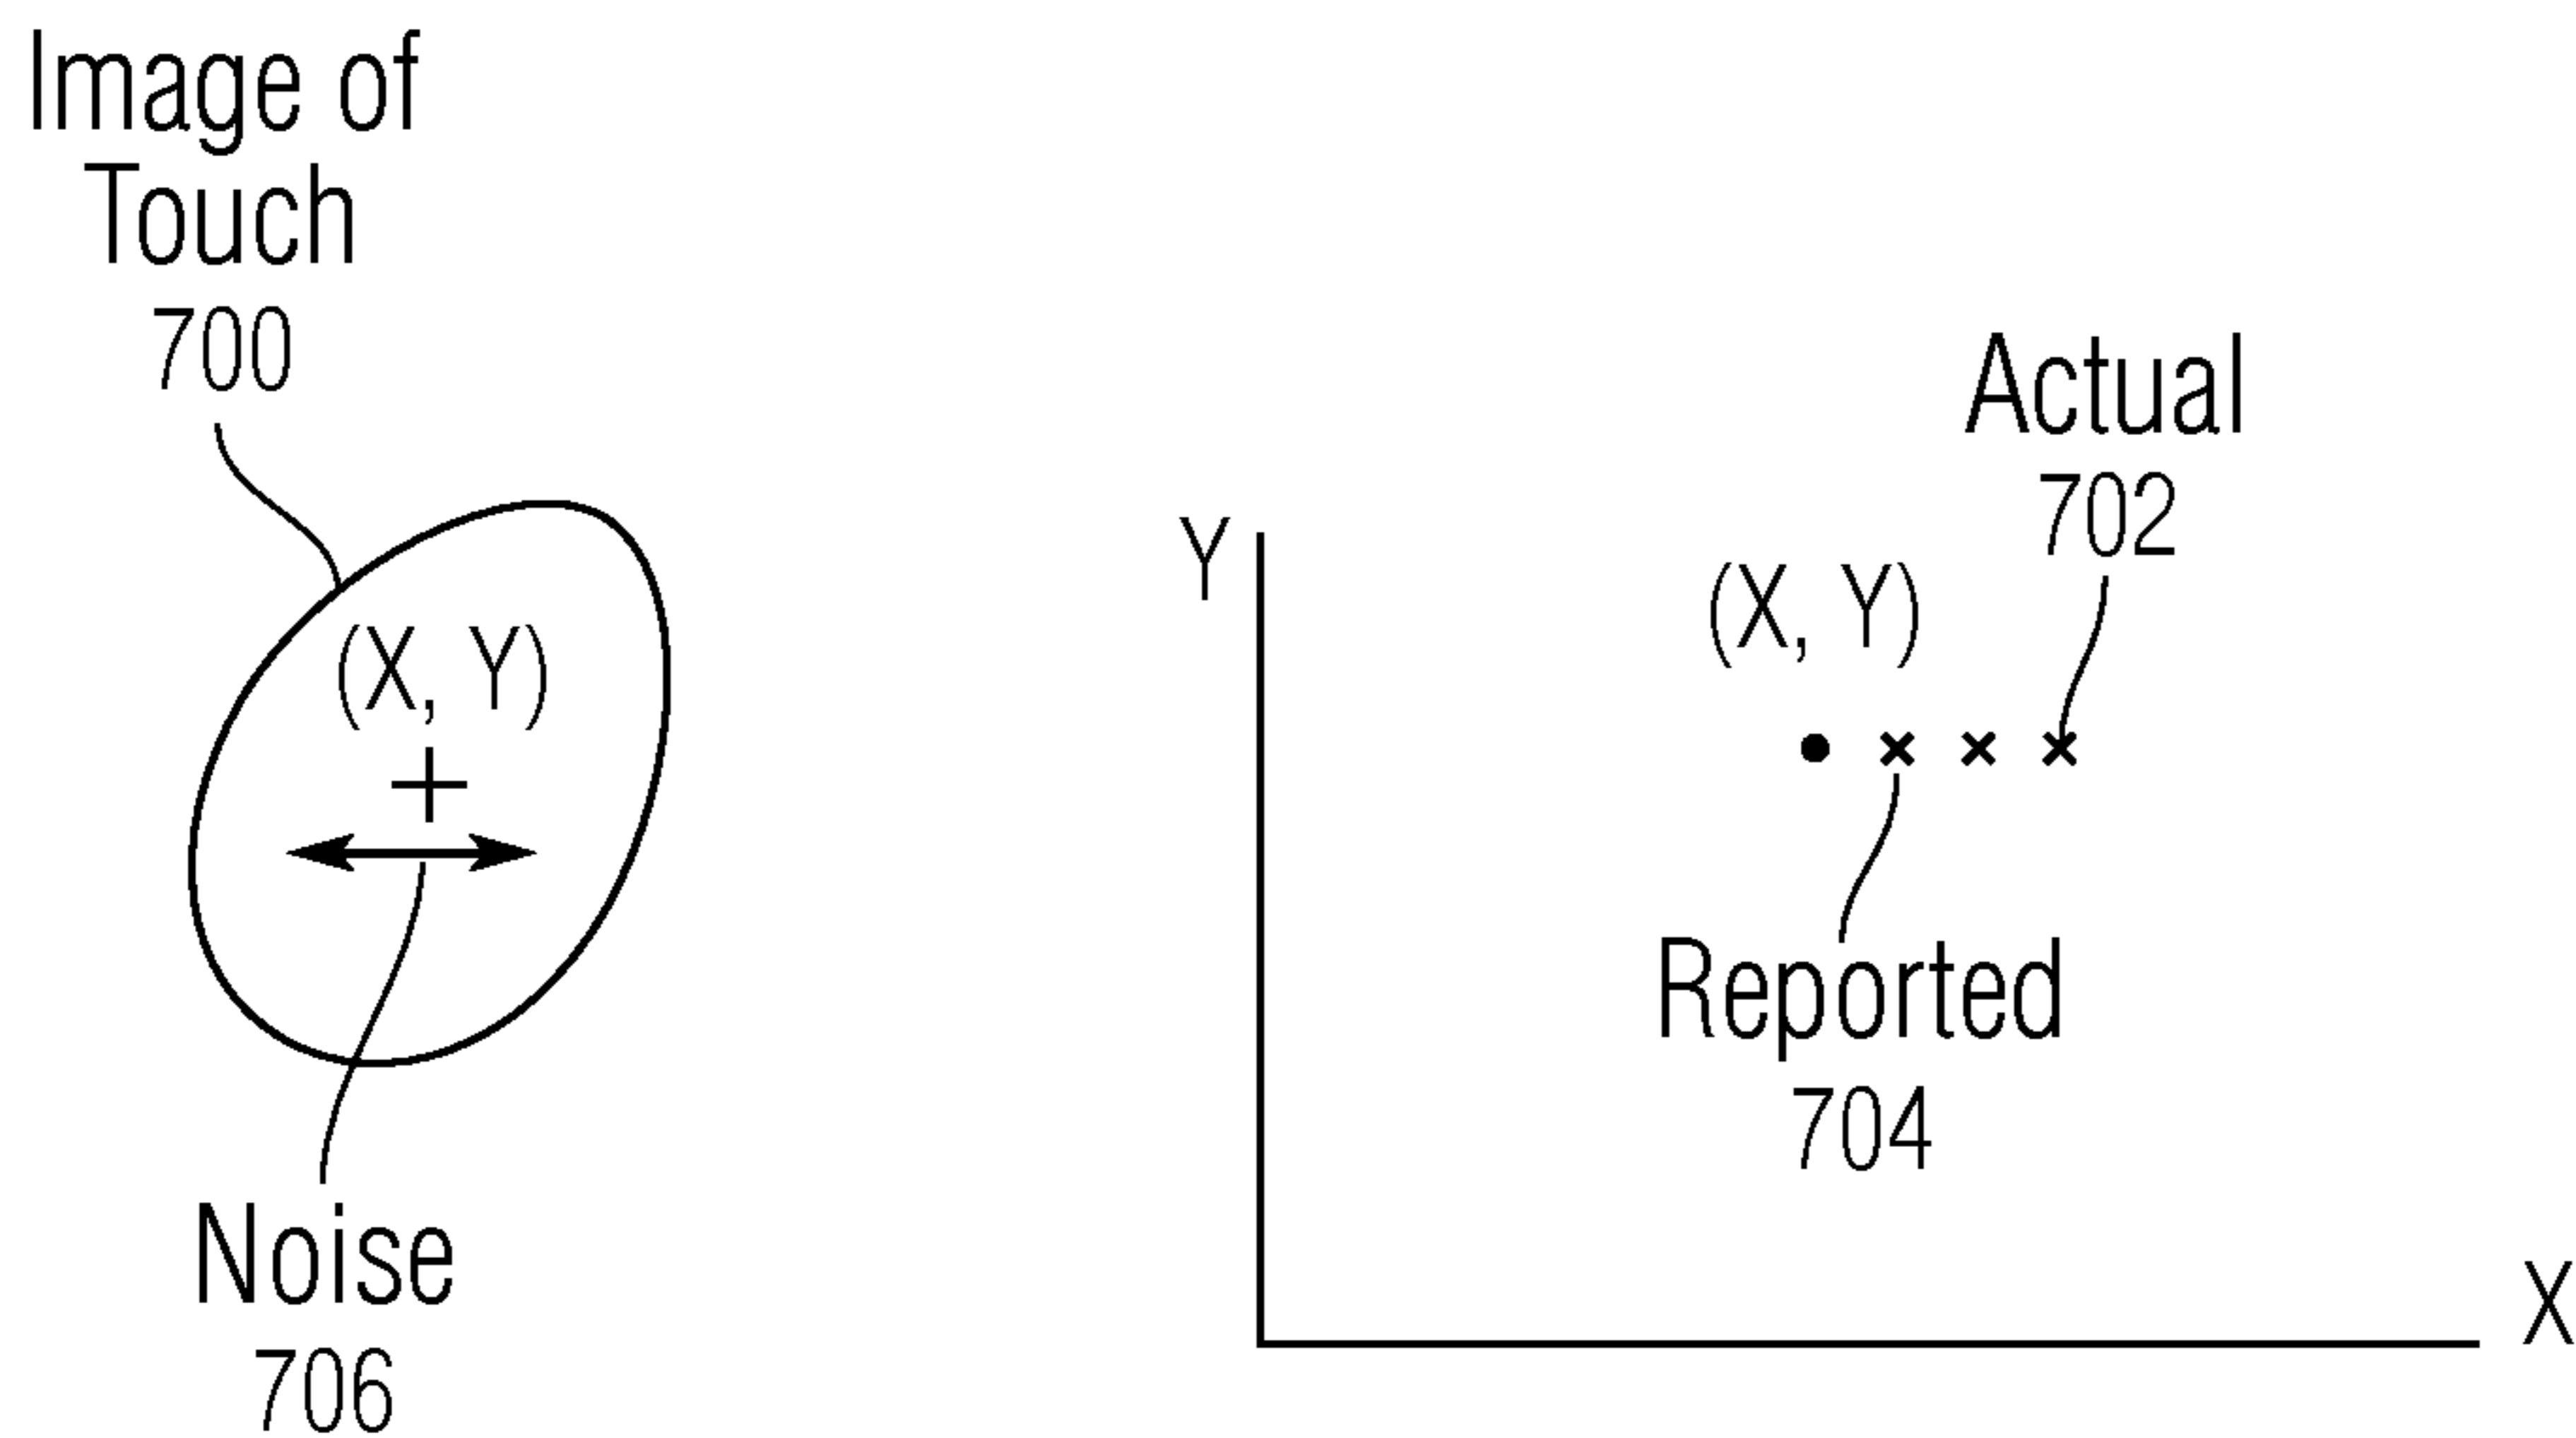 Image of
Touch
700
(X, Y)
Noise
706
Y
Actual
702
(X, Y)
Reported
704
X